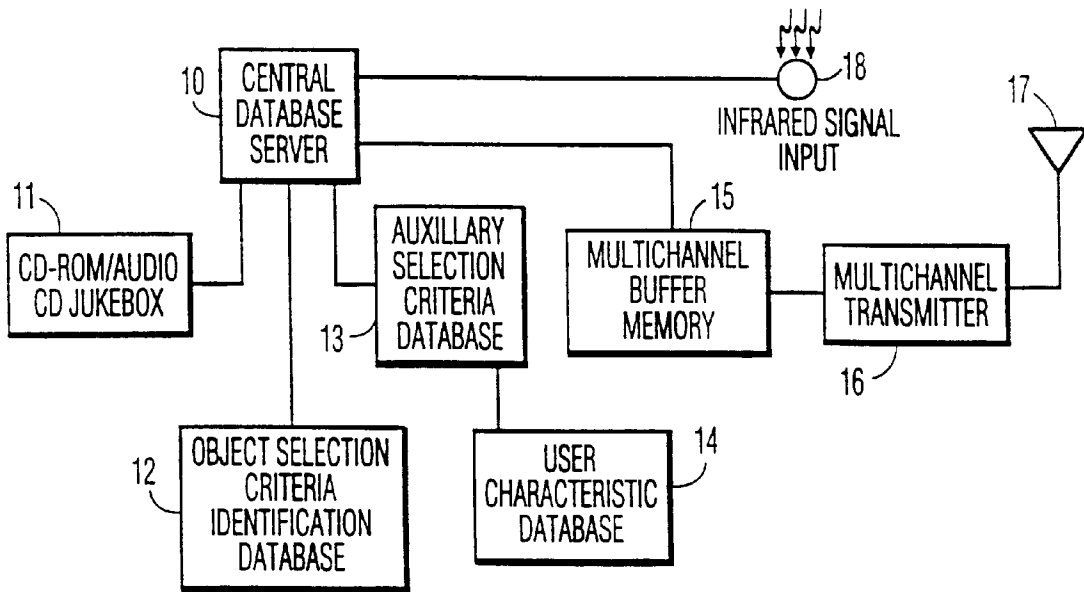 10
CENTRAL
DATABASE
SERVER
18
INFRARED SIGNAL
INPUT
17
11
CD-ROM/AUDIO
CD JUKEBOX
13
AUXILLARY
SELECTION
CRITERIA
DATABASE
15
MULTICHANNEL
BUFFER
MEMORY
MULTICHANNEL
TRANSMITTER
16
12
OBJECT SELECTION
CRITERIA
IDENTIFICATION
DATABASE
14
USER
CHARACTERISTIC
DATABASE